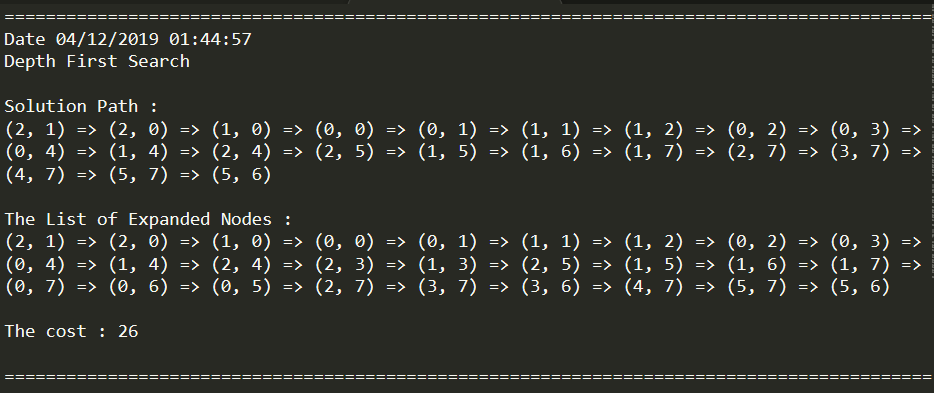 ==========================================================================================
Date 04/12/2019 01:44:57
Depth First Search
Solution Path :
(2, 1) => (2, 0) => (1, 0) => (0, 0) => (0, 1) => (1, 1) => (1, 2) => (0, 2) => (0, 3) =>
(0, 4) => (1, 4) => (2, 4) => (2, 5) => (1, 5) => (1, 6) => (1, 7) => (2, 7) => (3, 7) =>
(4, 7) => (5, 7) => (5, 6)
The List of Expanded Nodes :
(2, 1) => (2, 0) => (1, 0) => (0, 0) => (0, 1) => (1, 1) => (1, 2) => (0, 2) => (0, 3) =>
(0, 4) => (1, 4) => (2, 4) => (2, 3) => (1, 3) => (2, 5) => (1, 5) => (1, 6) => (1, 7) =>
(0, 7) => (0, 6) => (0, 5) => (2, 7) => (3, 7) => (3, 6) => (4, 7) => (5, 7) => (5, 6)
The cost : 26
==========================================================================================